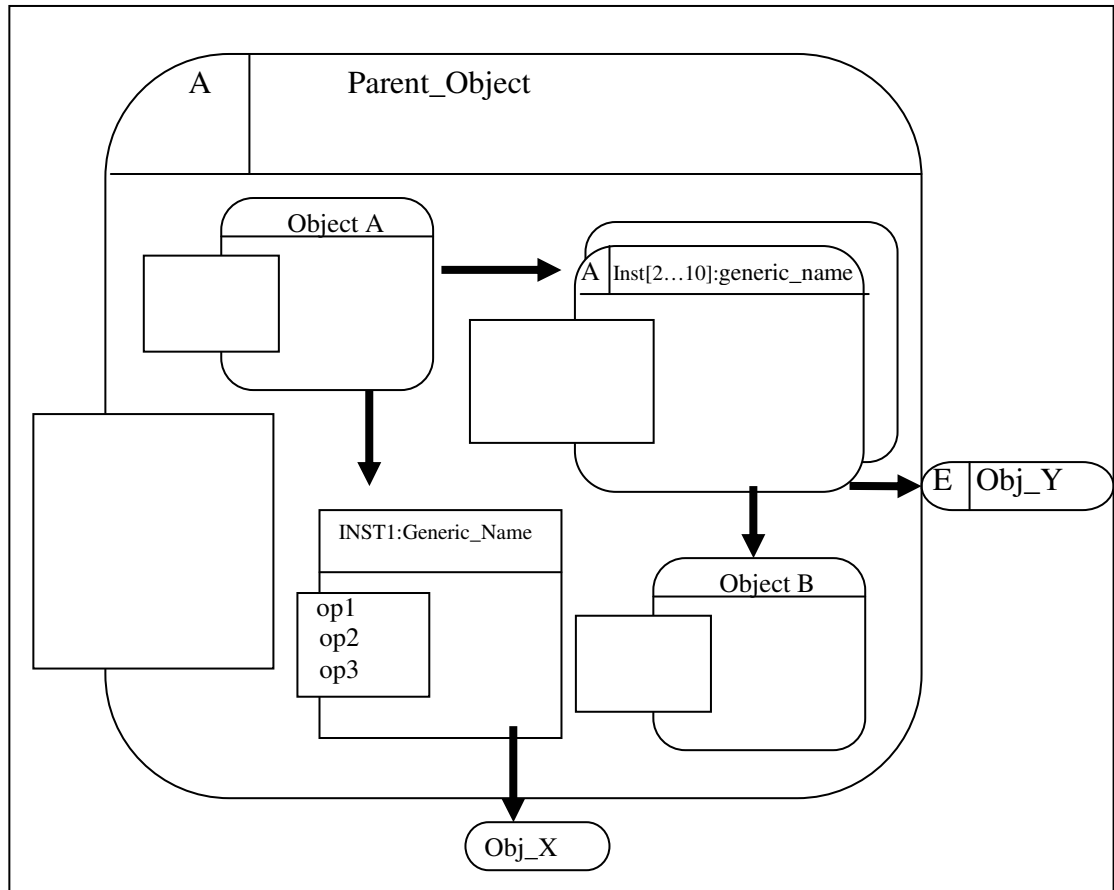 A
Parent_Object
Object A
A
Inst[2…10]:generic_name
E
Obj_Y
INST1:Generic_Name
Object B
op1
op2
op3
Obj_X